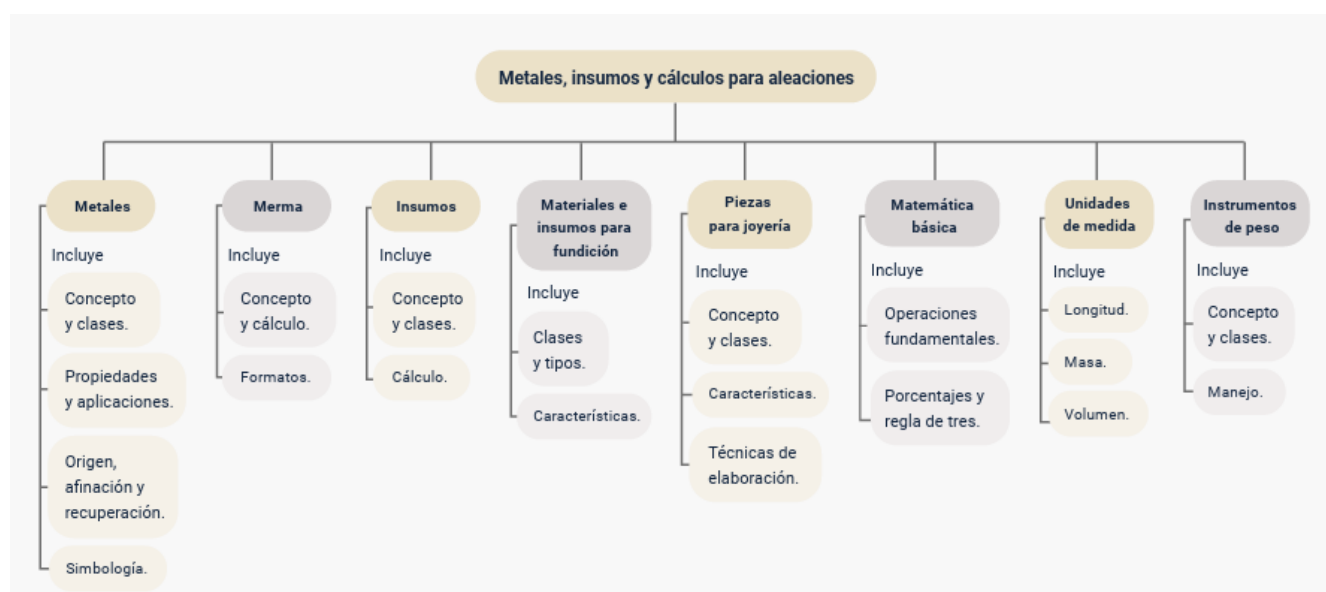 Metales, insumos y cálculos para aleaciones
Metales
Incluye
Concepto
y clases.
Propiedades
y aplicaciones.
Origen,
afinación y
recuperación.
Simbología.
Merma
Incluye
Concepto
y cálculo.
Formatos.
Insumos
Incluye
Concepto
y clases.
Cálculo.
Materiales e
insumos para
fundición
Incluye
Clases
y tipos.
Características.
Piezas
para joyería
Incluye
Concepto
y clases.
Características.
Técnicas de
elaboración.
Matemática
básica
Incluye
Operaciones
fundamentales.
Porcentajes y
regla de tres.
Unidades
de medida
Incluye
Longitud.
Masa.
Volumen.
Instrumentos
de peso
Incluye
Concepto
y clases.
Manejo.